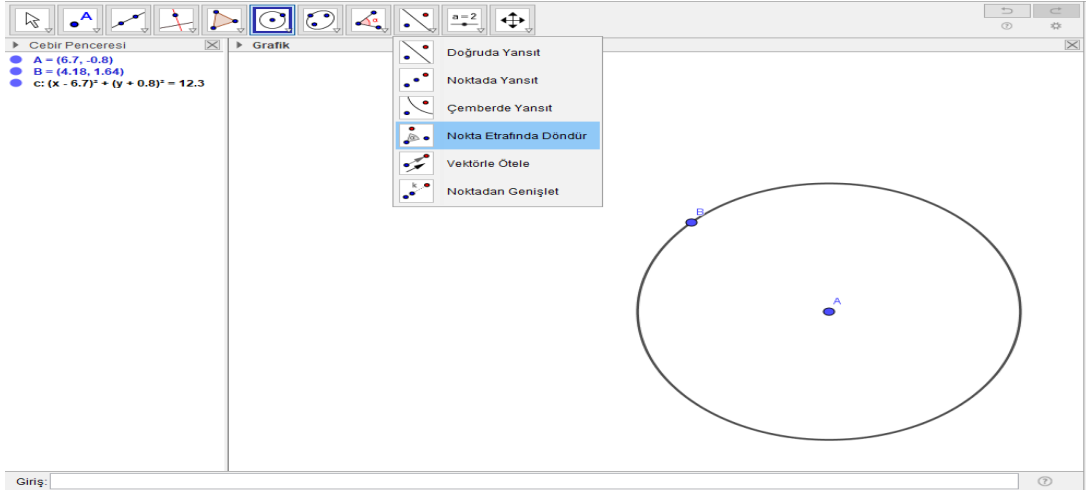 A
a = 2
Cebir Penceresi
Grafik
A = (6.7, -0.8)
B = (4.18, 1.64)
c: (x - 6.7)² + (y + 0.8)² = 12.3
Doğruda Yansıt
Noktada Yansıt
Çemberde Yansıt
Nokta Etrafında Döndür
Vektörle Ötele
k
Noktadan Genişlet
B
A
Giriş: